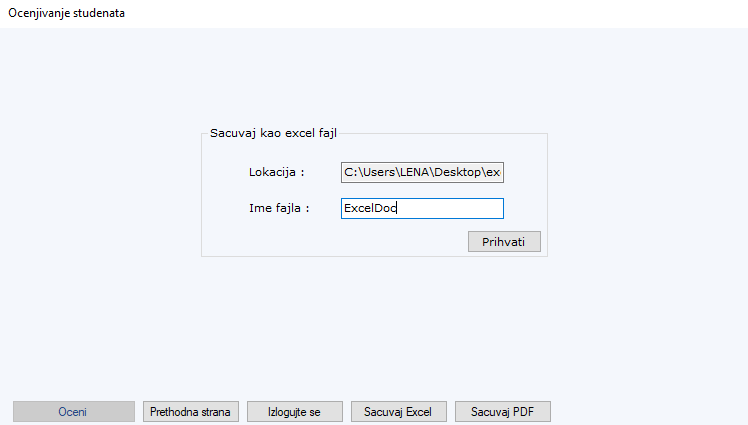 Ocenjivanje studenata
Sacuvaj kao excel fajl
Lokacija : C:\Users\LENA\Desktop\ex
Ime fajla : ExcelDoc
Prihvati
Oceni Prethodna strana Izlogujte se Sacuvaj Excel Sacuvaj PDF